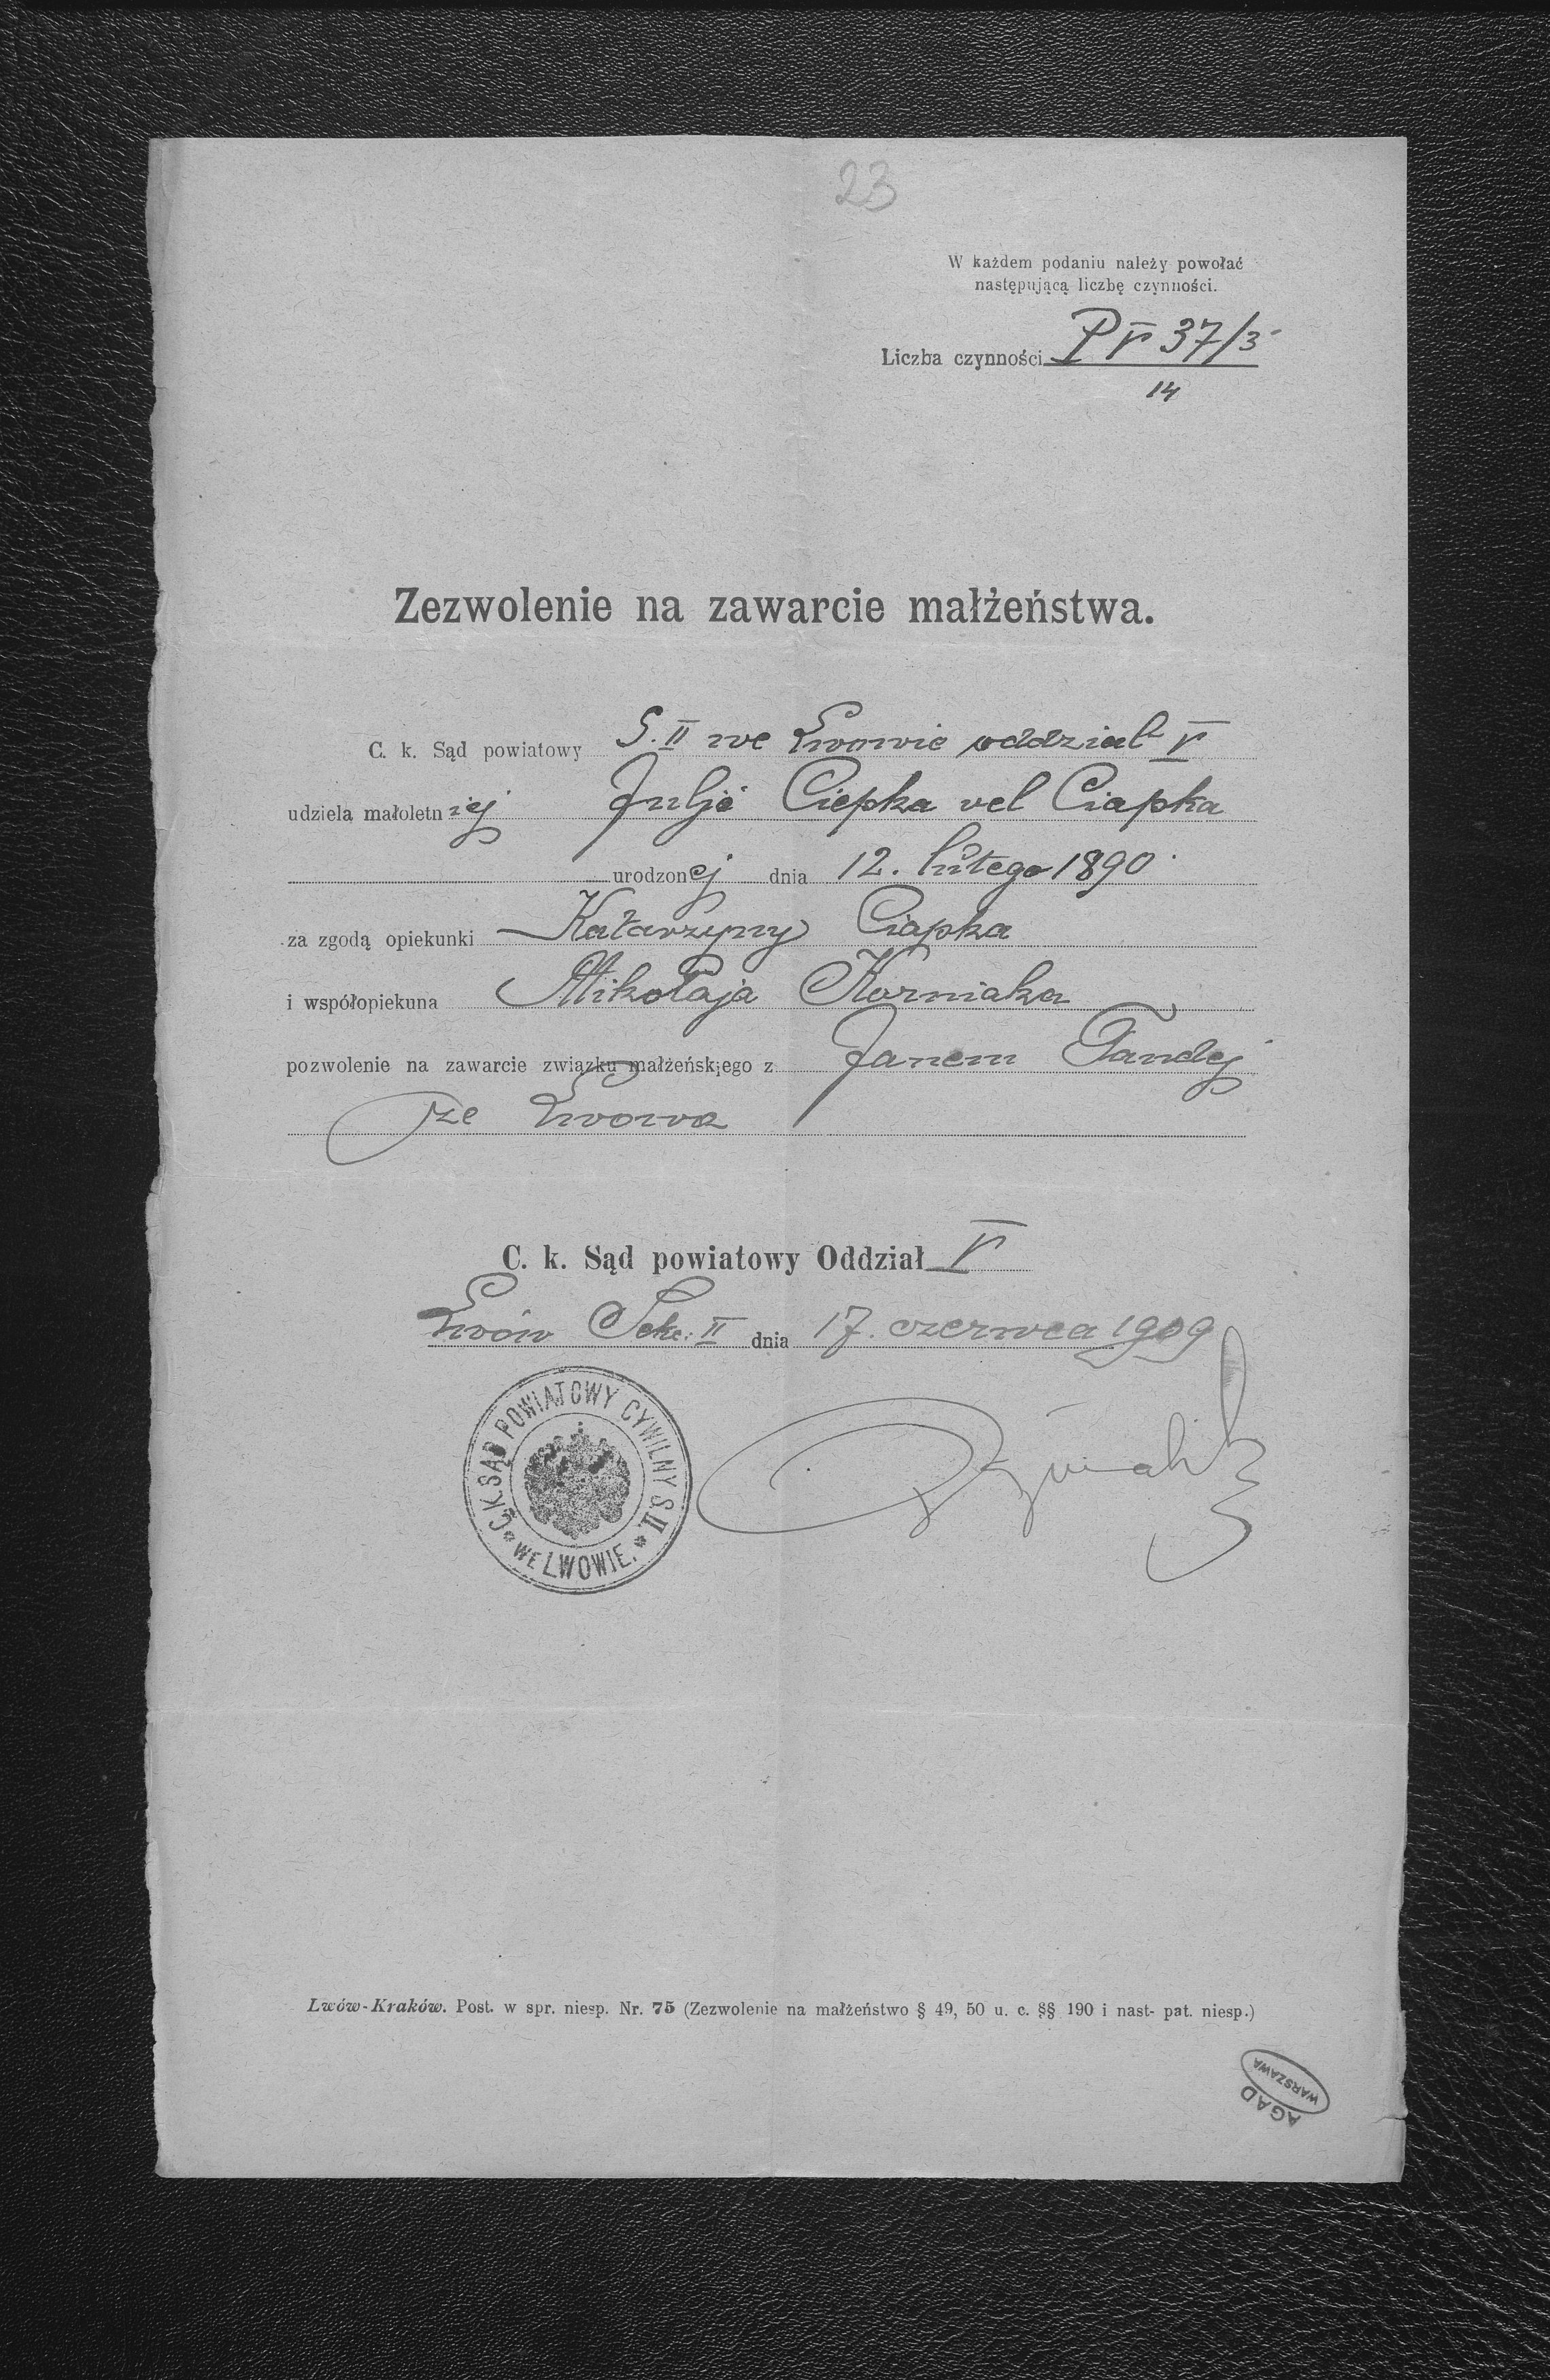 23
W każdem podaniu należy powołać
następującą liczbę czynności.
Liczba czynności P V 37/3
14
Zezwolenie na zawarcie małżeństwa.
C. k. Sąd powiatowy S. II we Lwowie oddział V
udziela małoletniej Julji Ciepka vel Ciapka
urodzonej dnia 12. lutego 1890
za zgodą opiekunki Katarzyny Ciapka
i współopiekuna Mikołaja Korniaka
pozwolenie na zawarcie związku małżeńskiego z Janem Tandej
ze Lwowa
C. k. Sąd powiatowy Oddział V
Lwów Sekc. II dnia 17. czerwca 1909
C.K. SĄD POWIATOWY CYWILNY S. II
* WE LWOWIE. *
Lwów-Kraków. Post. w spr. niesp. Nr. 75 (Zezwolenie na małżeństwo § 49, 50 u. c. §§ 190 i nast- pat. niesp.)
AGAD
WARSZAWA